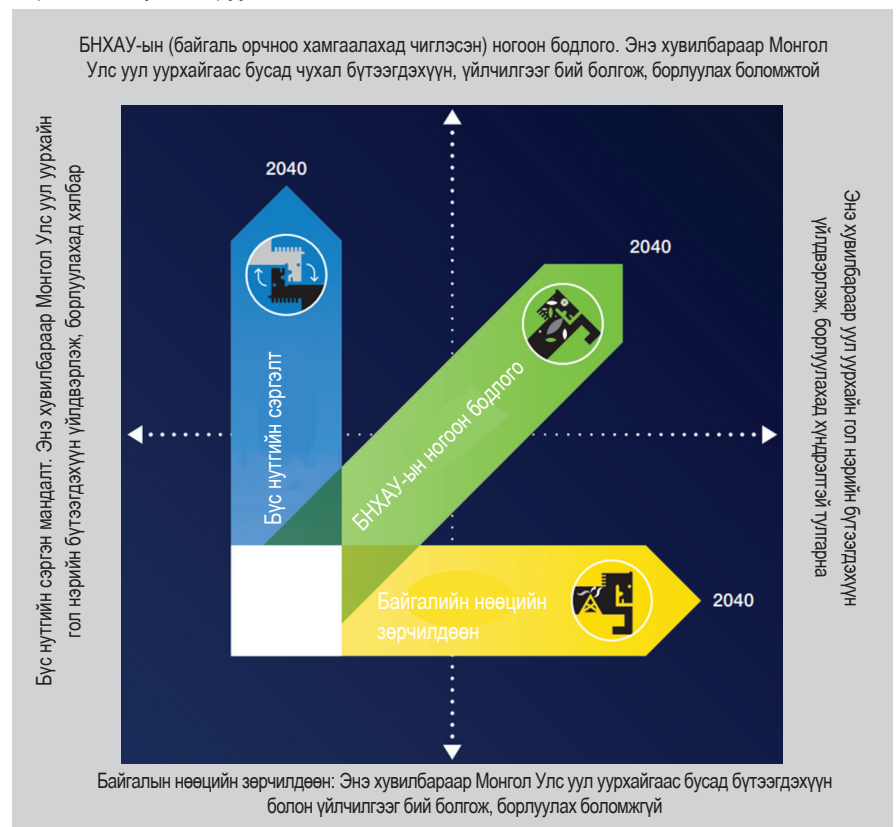 БНХАУ-ын (байгаль орчноо хамгаалахад чиглэсэн) ногоон бодлого. Энэ хувилбараар Монгол
Улс уул уурхайгаас бусад чухал бүтээгдэхүүн, үйлчилгээг бий болгож, борлуулах боломжтой
Бүс нутгийн сэргэн мандалт. Энэ хувилбараар Монгол Улс уул уурхайн
гол нэрийн бүтээгдэхүүн үйлдвэрлэж, борлуулахад хялбар
2040
2040
Энэ хувилбараар уул уурхайн гол нэрийн бүтээгдэхүүн
үйлдвэрлэж, борлуулахад хүндрэлтэй тулгарна
Бүс нутгийн сэргэлт
БНХАУ-ын ногоон бодлого
Байгалийн нөөцийн
зөрчилдөөн
2040
Байгалын нөөцийн зөрчилдөөн: Энэ хувилбараар Монгол Улс уул уурхайгаас бусад бүтээгдэхүүн
болон үйлчилгээг бий болгож, борлуулах боломжгүй